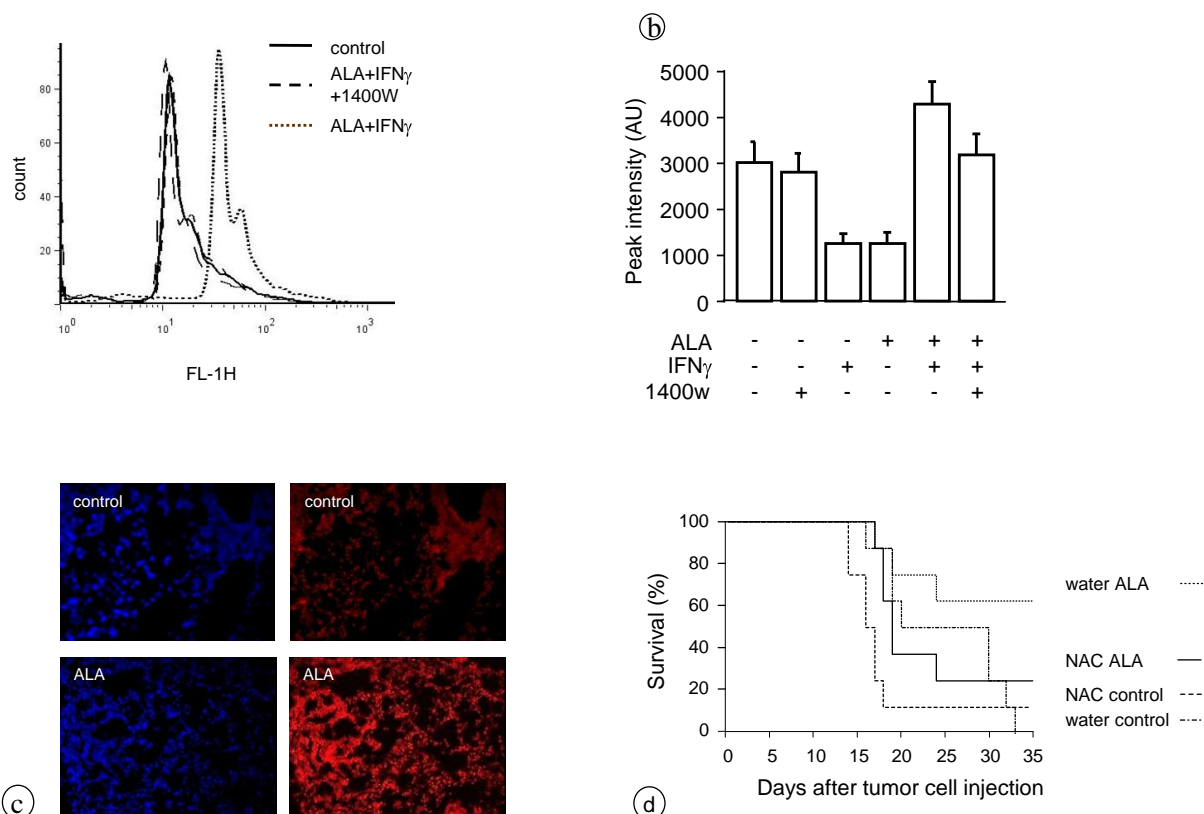 control
ALA+IFNγ
+1400W
ALA+IFNγ
count
80
60
40
20
10⁰ 10¹ 10² 10³
FL-1H
b
Peak intensity (AU)
5000
4000
3000
2000
1000
0
ALA - - - + + +
IFNγ - - + - + +
1400w - + - - - +
control
control
ALA
ALA
c
Survival (%)
100
80
60
40
20
0
0 5 10 15 20 25 30 35
Days after tumor cell injection
water ALA
NAC ALA
NAC control
water control
d